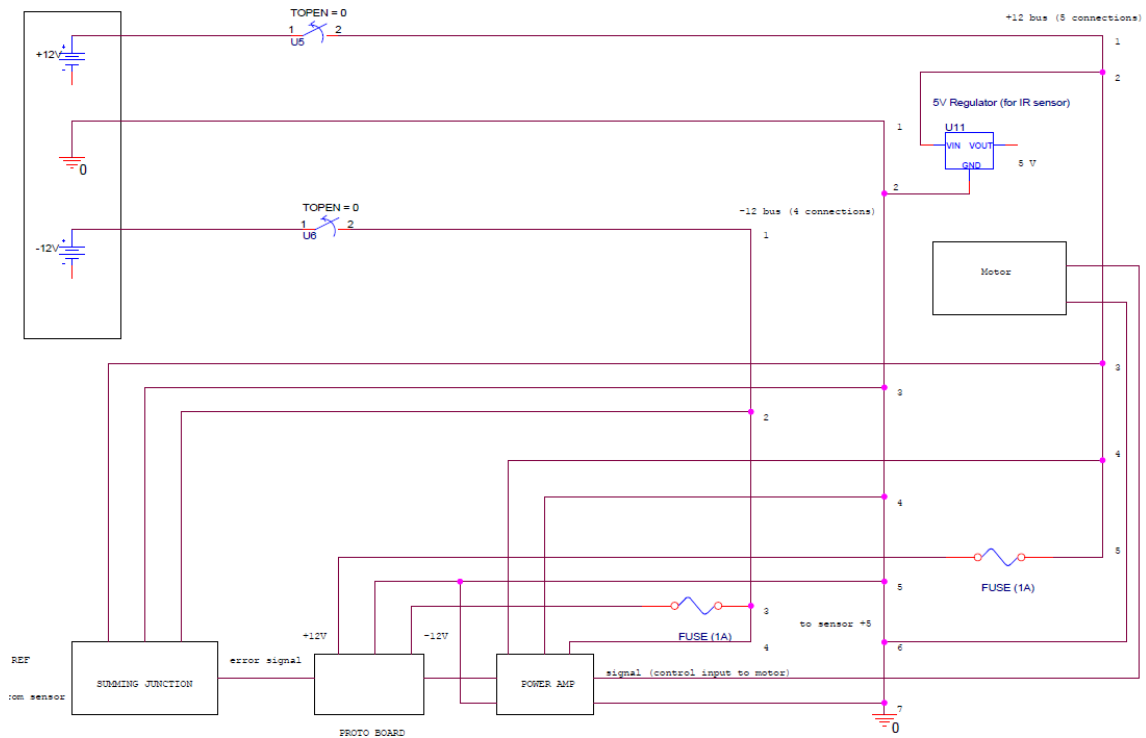 TOPEN = 0
+12 bus (5 connections)
1 2
U5
1
+12V
2
5V Regulator (for IR sensor)
1
U11
VIN VOUT
GND
5 V
0
2
TOPEN = 0
-12 bus (4 connections)
1 2
U6
1
-12V
Motor
3
3
2
4
4
5
FUSE (1A)
5
3
to sensor +5
+12V
-12V
FUSE (1A)
4
6
REF
error signal
SUMMING JUNCTION
POWER AMP
signal (control input to motor)
om sensor
7
0
PROTO BOARD